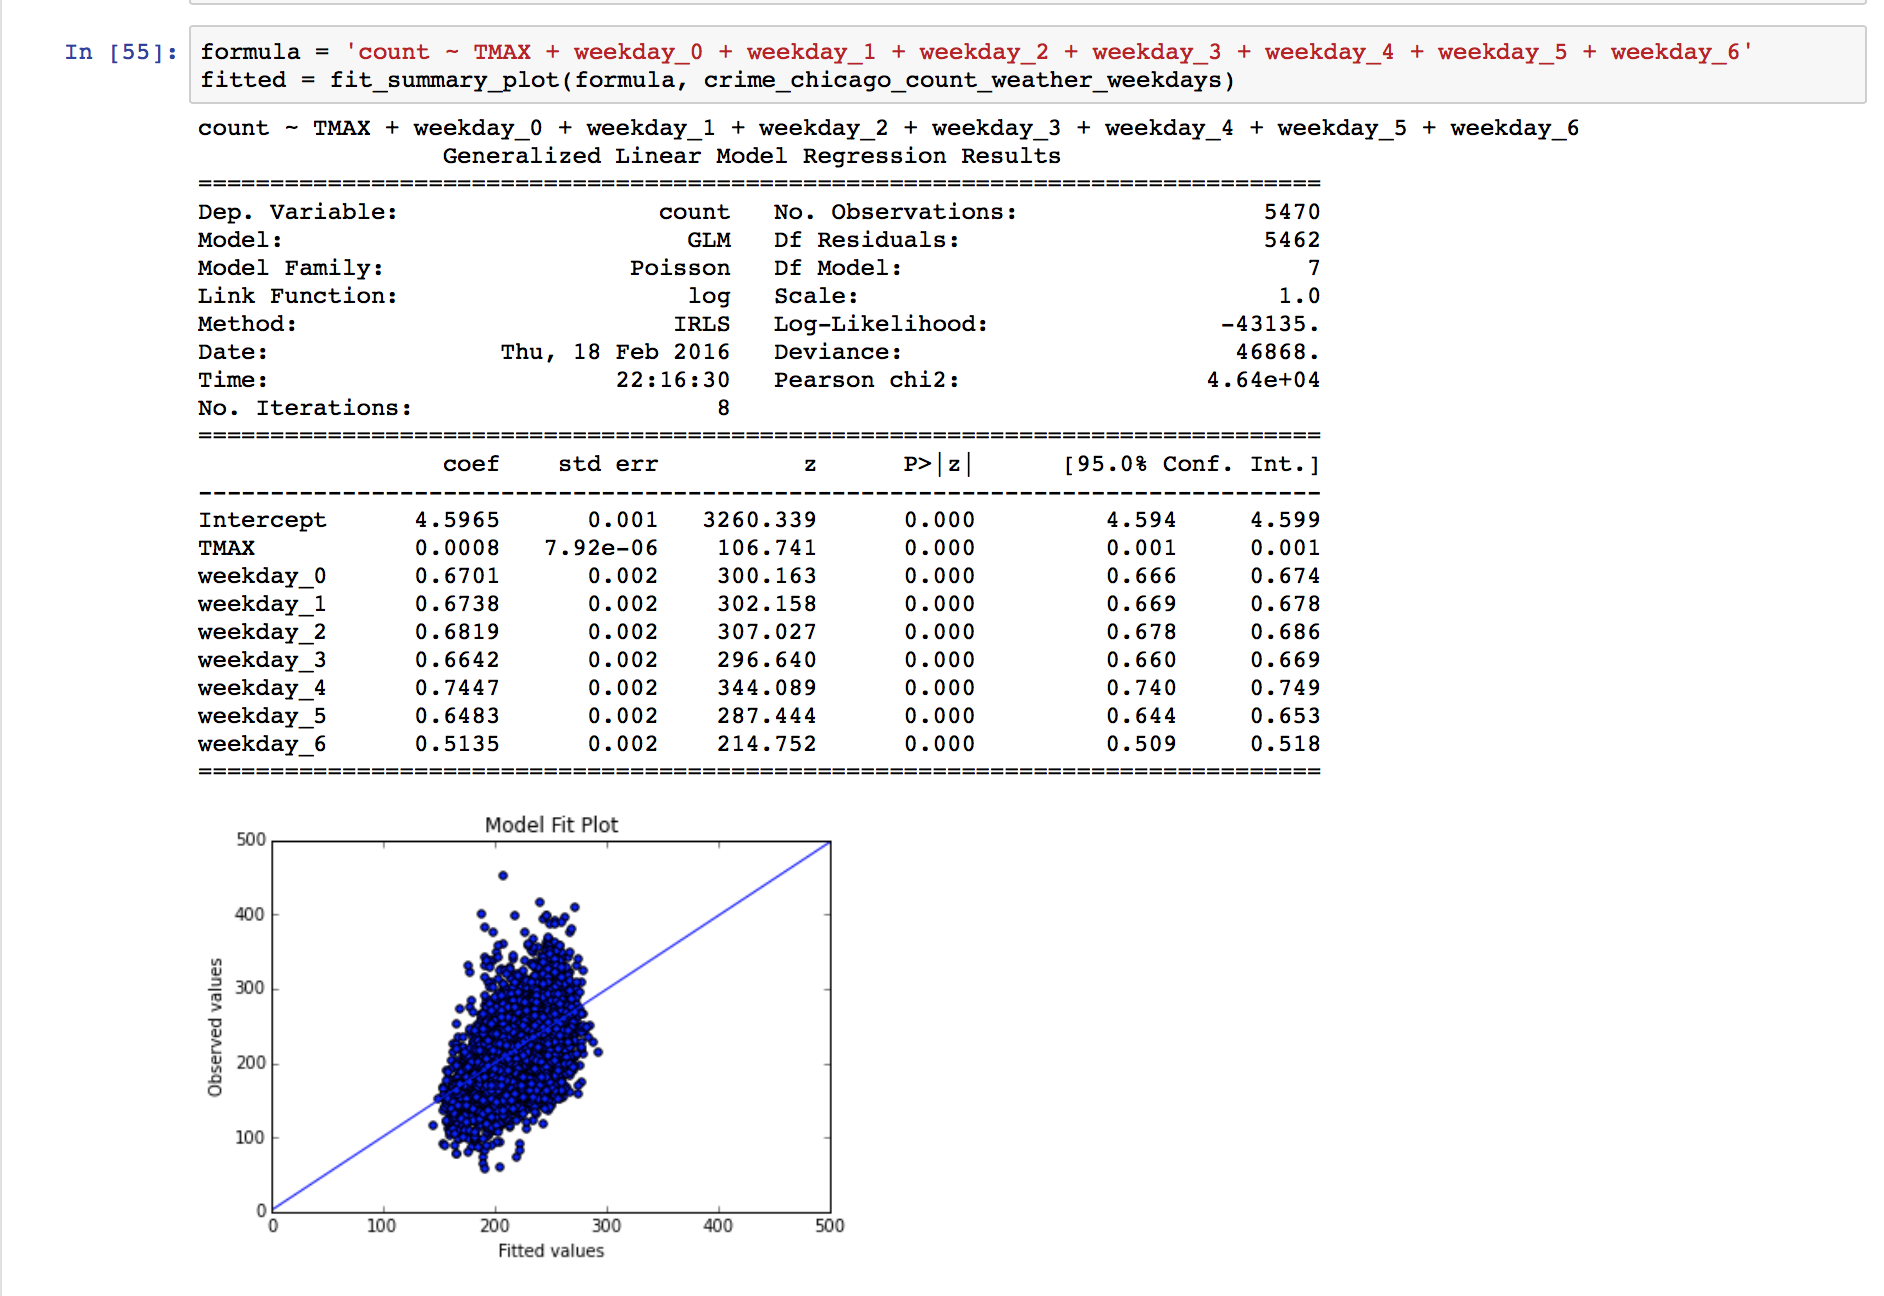 In [55]: formula = 'count ~ TMAX + weekday_0 + weekday_1 + weekday_2 + weekday_3 + weekday_4 + weekday_5 + weekday_6'
fitted = fit_summary_plot(formula, crime_chicago_count_weather_weekdays)
count ~ TMAX + weekday_0 + weekday_1 + weekday_2 + weekday_3 + weekday_4 + weekday_5 + weekday_6
Generalized Linear Model Regression Results
==============================================================================
Dep. Variable: count No. Observations: 5470
Model: GLM Df Residuals: 5462
Model Family: Poisson Df Model: 7
Link Function: log Scale: 1.0
Method: IRLS Log-Likelihood: -43135.
Date: Thu, 18 Feb 2016 Deviance: 46868.
Time: 22:16:30 Pearson chi2: 4.64e+04
No. Iterations: 8
==============================================================================
coef std err z P>|z| [95.0% Conf. Int.]
------------------------------------------------------------------------------
Intercept 4.5965 0.001 3260.339 0.000 4.594 4.599
TMAX 0.0008 7.92e-06 106.741 0.000 0.001 0.001
weekday_0 0.6701 0.002 300.163 0.000 0.666 0.674
weekday_1 0.6738 0.002 302.158 0.000 0.669 0.678
weekday_2 0.6819 0.002 307.027 0.000 0.678 0.686
weekday_3 0.6642 0.002 296.640 0.000 0.660 0.669
weekday_4 0.7447 0.002 344.089 0.000 0.740 0.749
weekday_5 0.6483 0.002 287.444 0.000 0.644 0.653
weekday_6 0.5135 0.002 214.752 0.000 0.509 0.518
==============================================================================
Model Fit Plot
500
400
300
200
100
0
Observed values
0 100 200 300 400 500
Fitted values